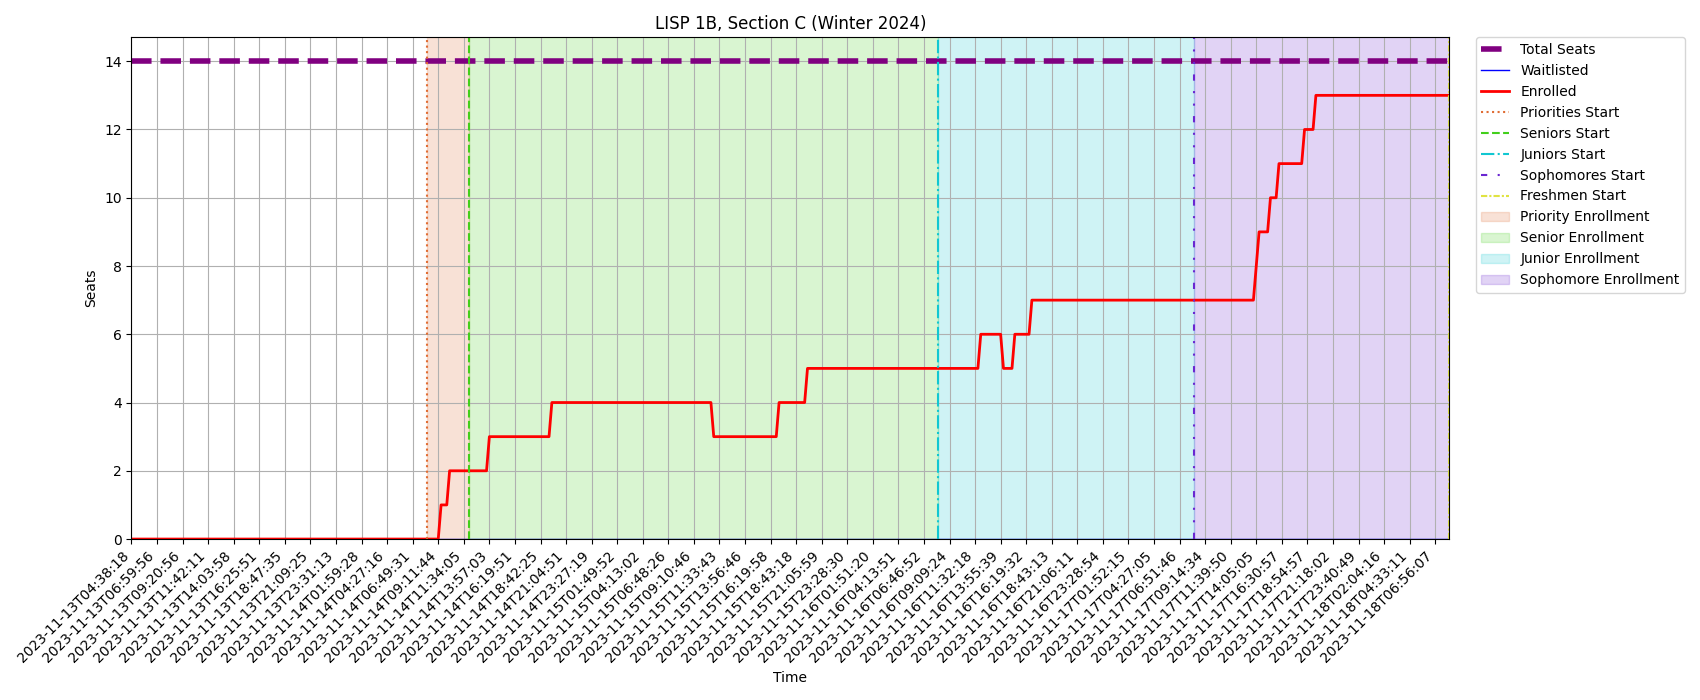 LISP 1B, Section C (Winter 2024)
14
12
10
8
6
4
2
0
Seats
2023-11-13T04:38:18
2023-11-13T06:59:56
2023-11-13T09:20:56
2023-11-13T11:42:11
2023-11-13T14:03:58
2023-11-13T16:25:51
2023-11-13T18:47:35
2023-11-13T21:09:25
2023-11-13T23:31:13
2023-11-14T01:59:28
2023-11-14T04:27:16
2023-11-14T06:49:31
2023-11-14T09:11:44
2023-11-14T11:34:05
2023-11-14T13:57:03
2023-11-14T16:19:51
2023-11-14T18:42:25
2023-11-14T21:04:51
2023-11-14T23:27:19
2023-11-15T01:49:52
2023-11-15T04:13:02
2023-11-15T06:48:26
2023-11-15T09:10:46
2023-11-15T11:33:43
2023-11-15T13:56:46
2023-11-15T16:19:58
2023-11-15T18:43:18
2023-11-15T21:05:59
2023-11-15T23:28:30
2023-11-16T01:51:20
2023-11-16T04:13:51
2023-11-16T06:46:52
2023-11-16T09:09:24
2023-11-16T11:32:18
2023-11-16T13:55:39
2023-11-16T16:19:32
2023-11-16T18:43:13
2023-11-16T21:06:11
2023-11-16T23:28:54
2023-11-17T01:52:15
2023-11-17T04:27:05
2023-11-17T06:51:46
2023-11-17T09:14:34
2023-11-17T11:39:50
2023-11-17T14:05:05
2023-11-17T16:30:57
2023-11-17T18:54:57
2023-11-17T21:18:02
2023-11-17T23:40:49
2023-11-18T02:04:16
2023-11-18T04:33:11
2023-11-18T06:56:07
Time
Total Seats
Waitlisted
Enrolled
Priorities Start
Seniors Start
Juniors Start
Sophomores Start
Freshmen Start
Priority Enrollment
Senior Enrollment
Junior Enrollment
Sophomore Enrollment